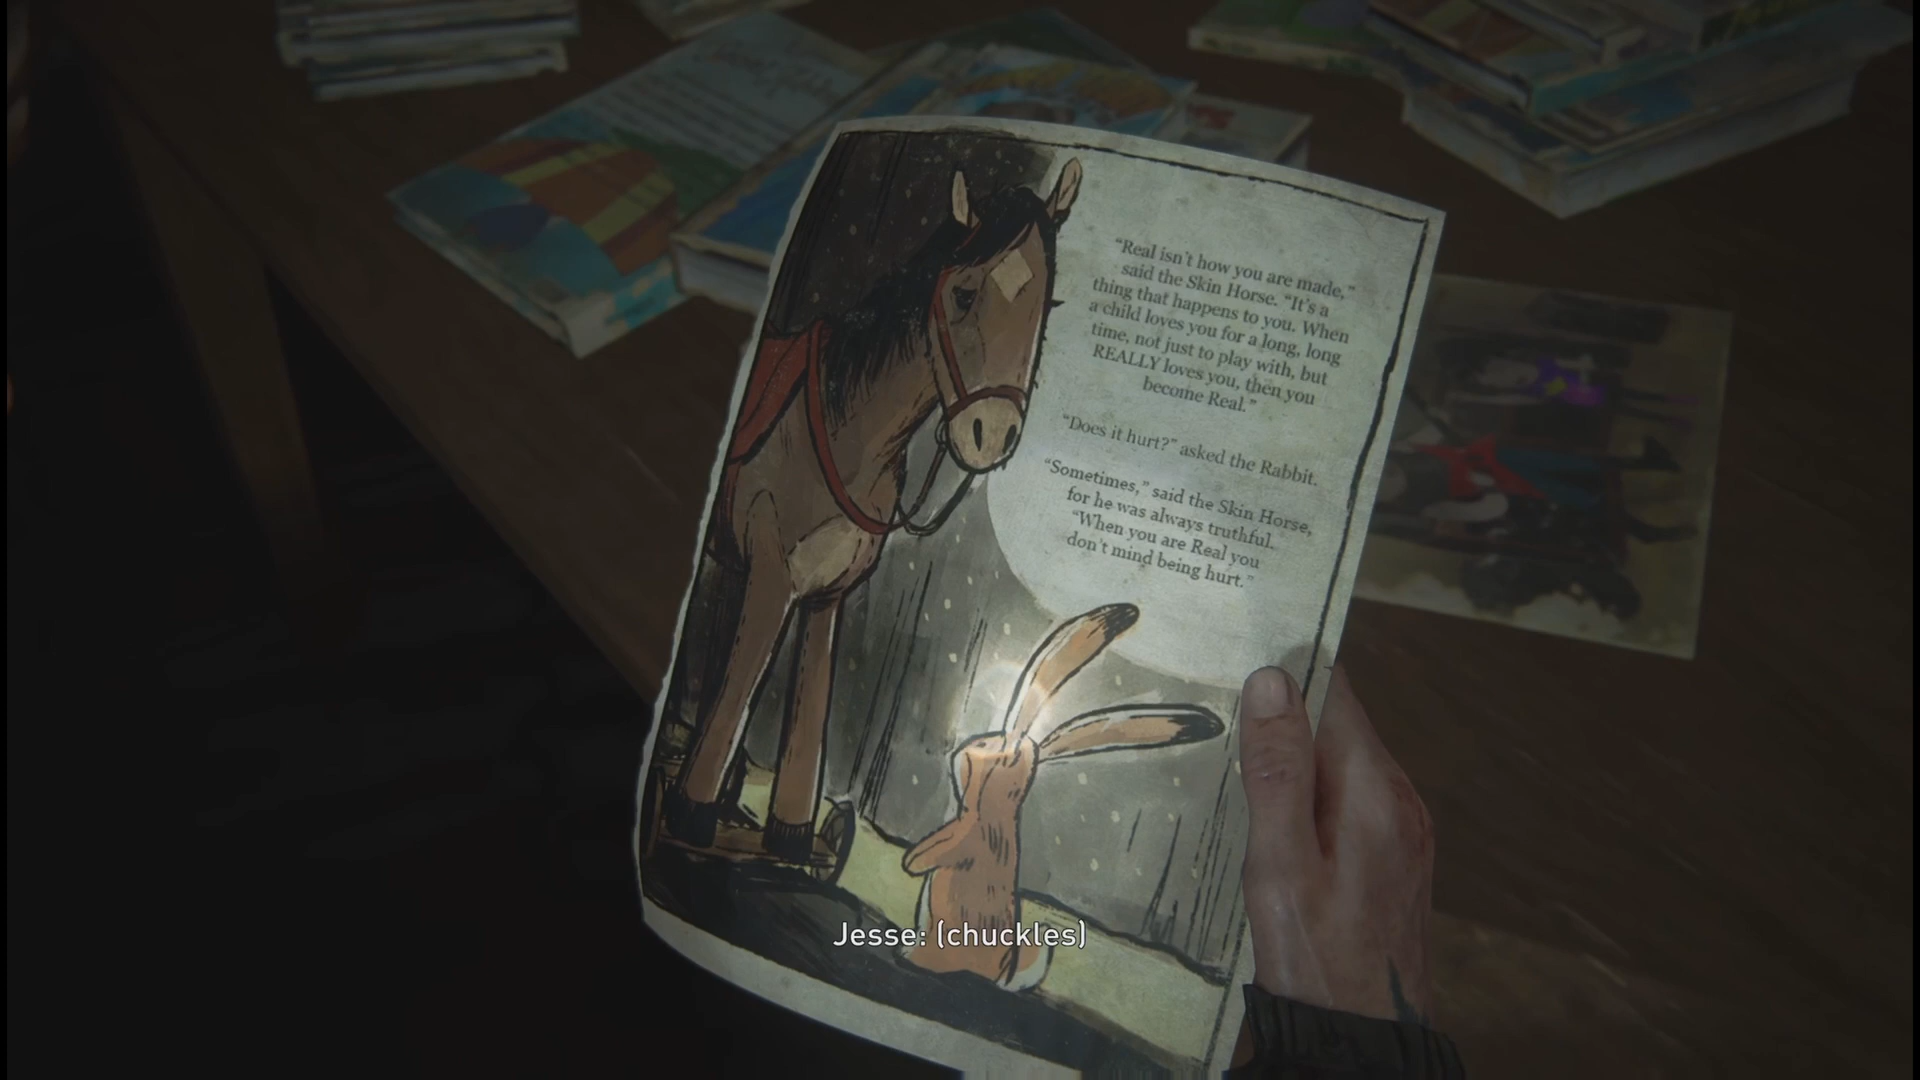 “Real isn’t how you are made,”
said the Skin Horse. “It’s a
thing that happens to you. When
a child loves you for a long, long
time, not just to play with, but
REALLY loves you, then you
become Real.”
“Does it hurt?” asked the Rabbit.
“Sometimes,” said the Skin Horse,
for he was always truthful.
“When you are Real you
don’t mind being hurt.”
Jesse: (chuckles)